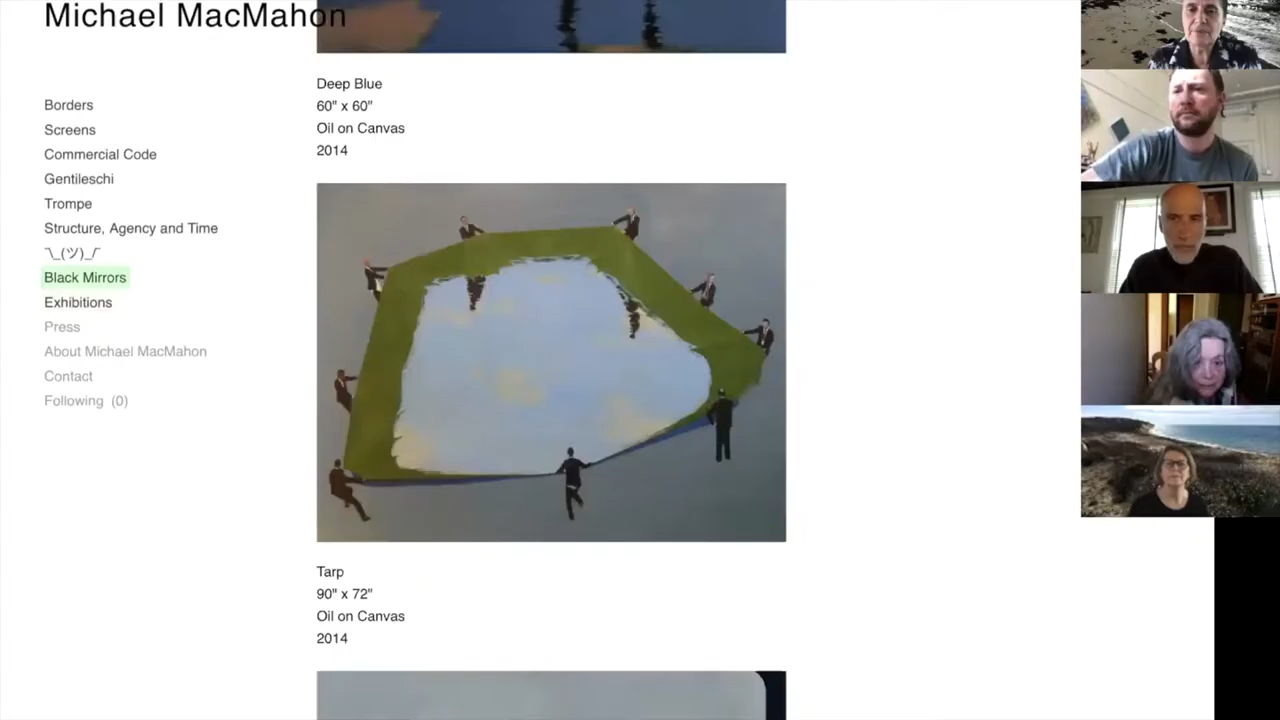 Michael MacMahon
Borders
Screens
Commercial Code
Gentileschi
Trompe
Structure, Agency and Time
¯\_(ツ)_/¯
Black Mirrors
Exhibitions
Press
About Michael MacMahon
Contact
Following (0)
Deep Blue
60" x 60"
Oil on Canvas
2014
Tarp
90" x 72"
Oil on Canvas
2014